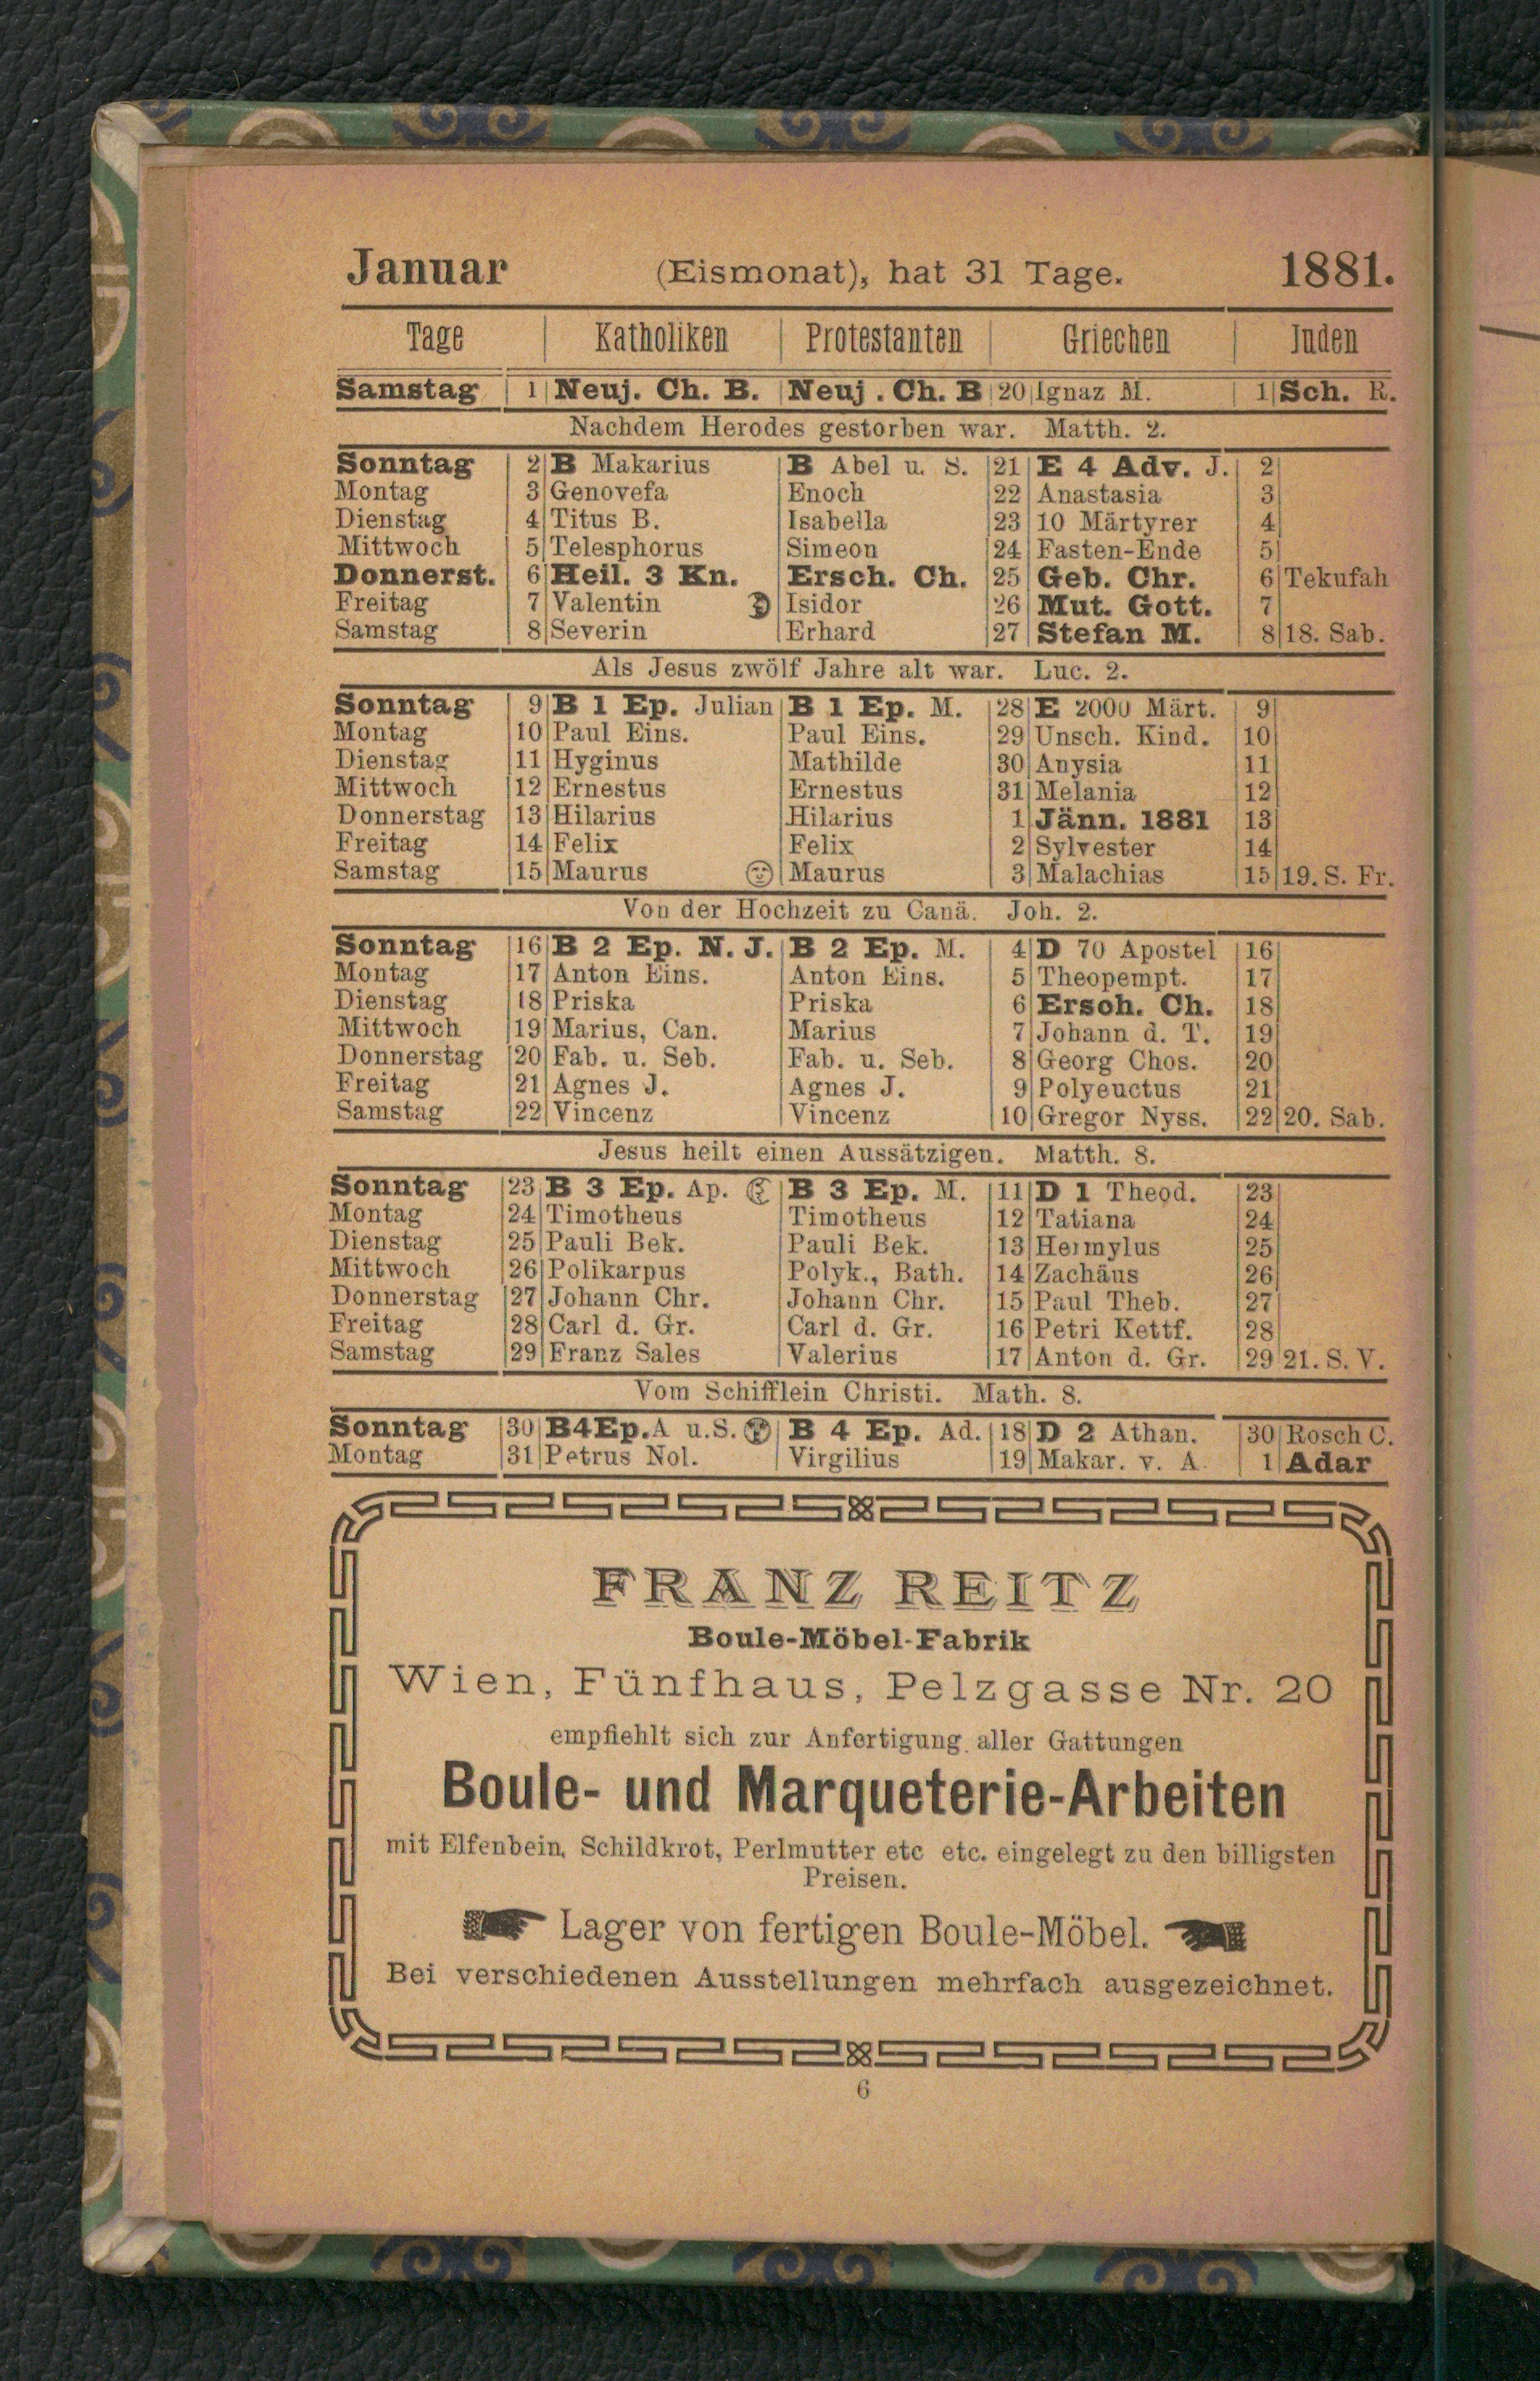 Januar (Eismonat), hat 31 Tage. 1881.
Tage Katholiken Protestanten Griechen Juden
Samstag 1 Neuj. Ch. B. Neuj. Ch. B 20 Ignaz M. 1 Sch. R.
Nachdem Herodes gestorben war. Matth. 2.
Sonntag 2 B Makarius B Abel u. S. 21 E 4 Adv. J. 2
Montag 3 Genovefa Enoch 22 Anastasia 3
Dienstag 4 Titus B. Isabella 23 10 Märtyrer 4
Mittwoch 5 Telesphorus Simeon 24 Fasten-Ende 5
Donnerst. 6 Heil. 3 Kn. Ersch. Ch. 25 Geb. Chr. 6 Tekufah
Freitag 7 Valentin Isidor 26 Mut. Gott. 7
Samstag 8 Severin Erhard 27 Stefan M. 8 18. Sab.
Als Jesus zwölf Jahre alt war. Luc. 2.
Sonntag 9 B 1 Ep. Julian B 1 Ep. M. 28 E 2000 Märt. 9
Montag 10 Paul Eins. Paul Eins. 29 Unsch. Kind. 10
Dienstag 11 Hyginus Mathilde 30 Anysia 11
Mittwoch 12 Ernestus Ernestus 31 Melania 12
Donnerstag 13 Hilarius Hilarius 1 Jänn. 1881 13
Freitag 14 Felix Felix 2 Sylvester 14
Samstag 15 Maurus Maurus 3 Malachias 15 19. S. Fr.
Von der Hochzeit zu Canä. Joh. 2.
Sonntag 16 B 2 Ep. N. J. B 2 Ep. M. 4 D 70 Apostel 16
Montag 17 Anton Eins. Anton Eins. 5 Theopempt. 17
Dienstag 18 Priska Priska 6 Ersch. Ch. 18
Mittwoch 19 Marius, Can. Marius 7 Johann d. T. 19
Donnerstag 20 Fab. u. Seb. Fab. u. Seb. 8 Georg Chos. 20
Freitag 21 Agnes J. Agnes J. 9 Polyeuctus 21
Samstag 22 Vincenz Vincenz 10 Gregor Nyss. 22 20. Sab.
Jesus heilt einen Aussätzigen. Matth. 8.
Sonntag 23 B 3 Ep. Ap. B 3 Ep. M. 11 D 1 Theod. 23
Montag 24 Timotheus Timotheus 12 Tatiana 24
Dienstag 25 Pauli Bek. Pauli Bek. 13 Hermylus 25
Mittwoch 26 Polikarpus Polyk., Bath. 14 Zachäus 26
Donnerstag 27 Johann Chr. Johann Chr. 15 Paul Theb. 27
Freitag 28 Carl d. Gr. Carl d. Gr. 16 Petri Kettf. 28
Samstag 29 Franz Sales Valerius 17 Anton d. Gr. 29 21. S. V.
Vom Schifflein Christi. Math. 8.
Sonntag 30 B4Ep. A u.S. B 4 Ep. Ad. 18 D 2 Athan. 30 Rosch C.
Montag 31 Petrus Nol. Virgilius 19 Makar. v. A. 1 Adar
FRANZ REITZ
Boule-Möbel-Fabrik
Wien, Fünfhaus, Pelzgasse Nr. 20
empfiehlt sich zur Anfertigung aller Gattungen
Boule- und Marqueterie-Arbeiten
mit Elfenbein, Schildkrot, Perlmutter etc etc. eingelegt zu den billigsten
Preisen.
Lager von fertigen Boule-Möbel.
Bei verschiedenen Ausstellungen mehrfach ausgezeichnet.
6